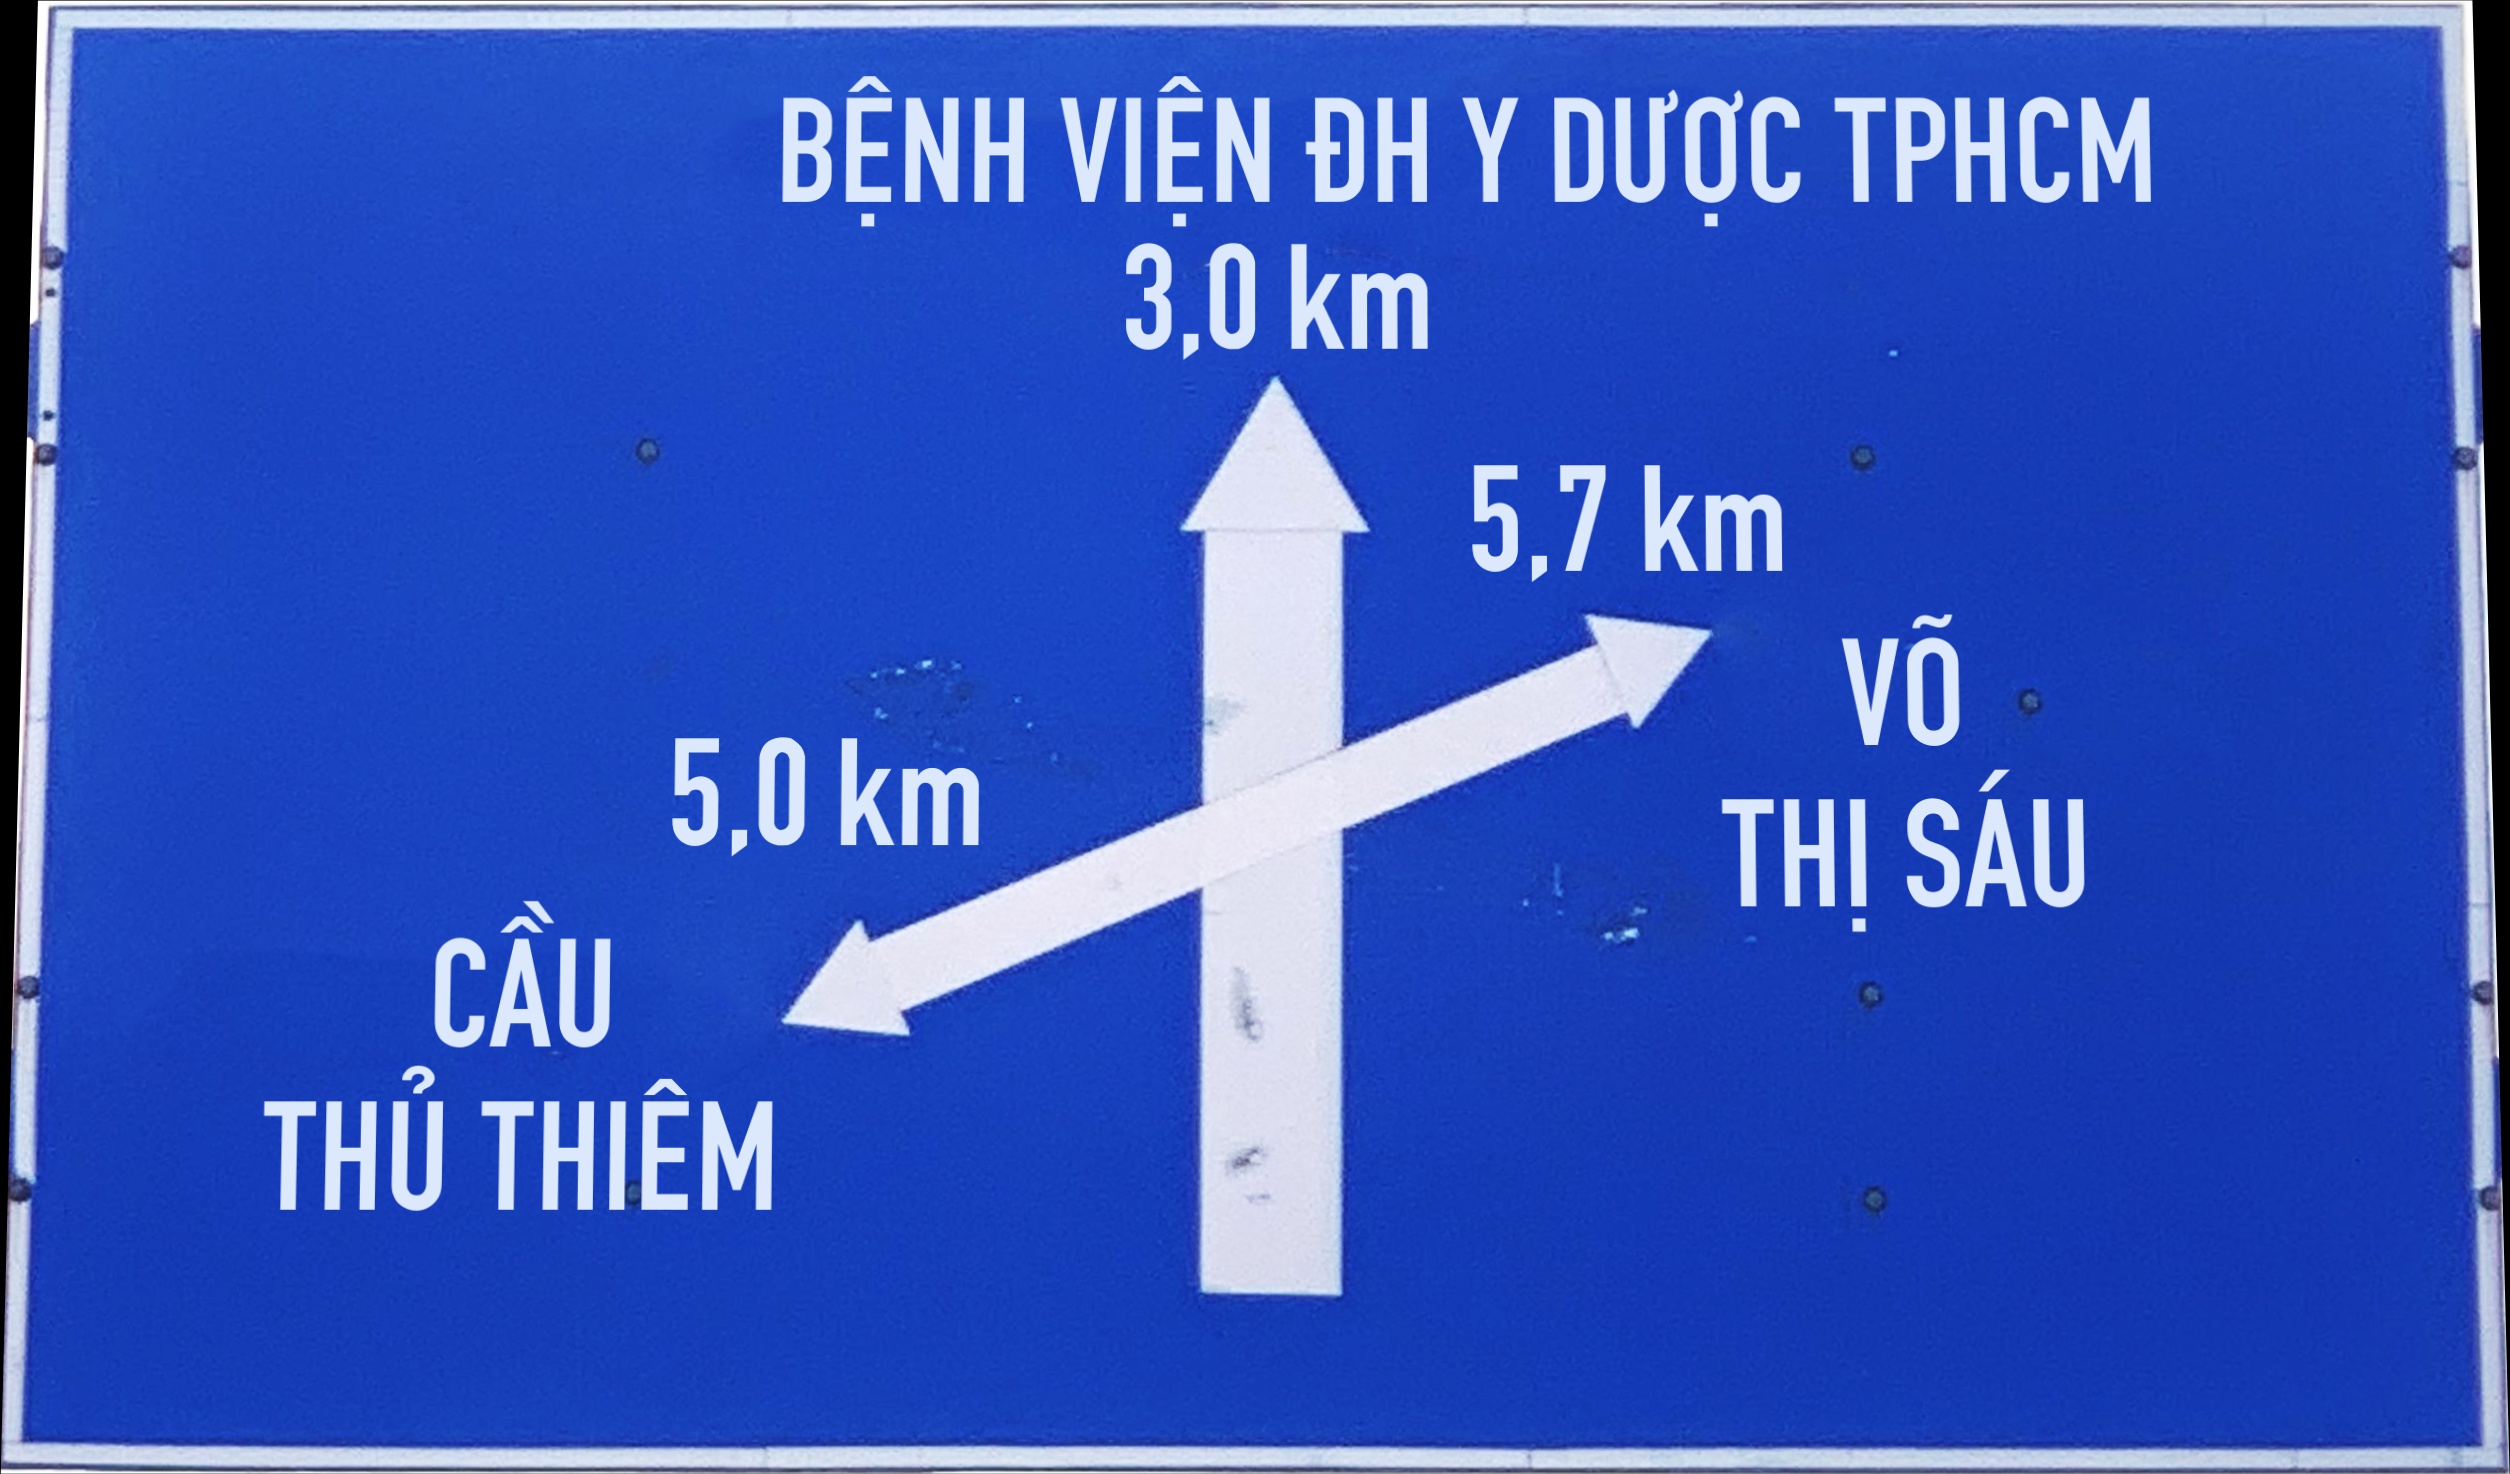 BỆNH VIỆN ĐH Y DƯỢC TPHCM
3,0 km
5,7 km
VÕ
THỊ SÁU
5,0 km
CẦU
THỦ THIÊM